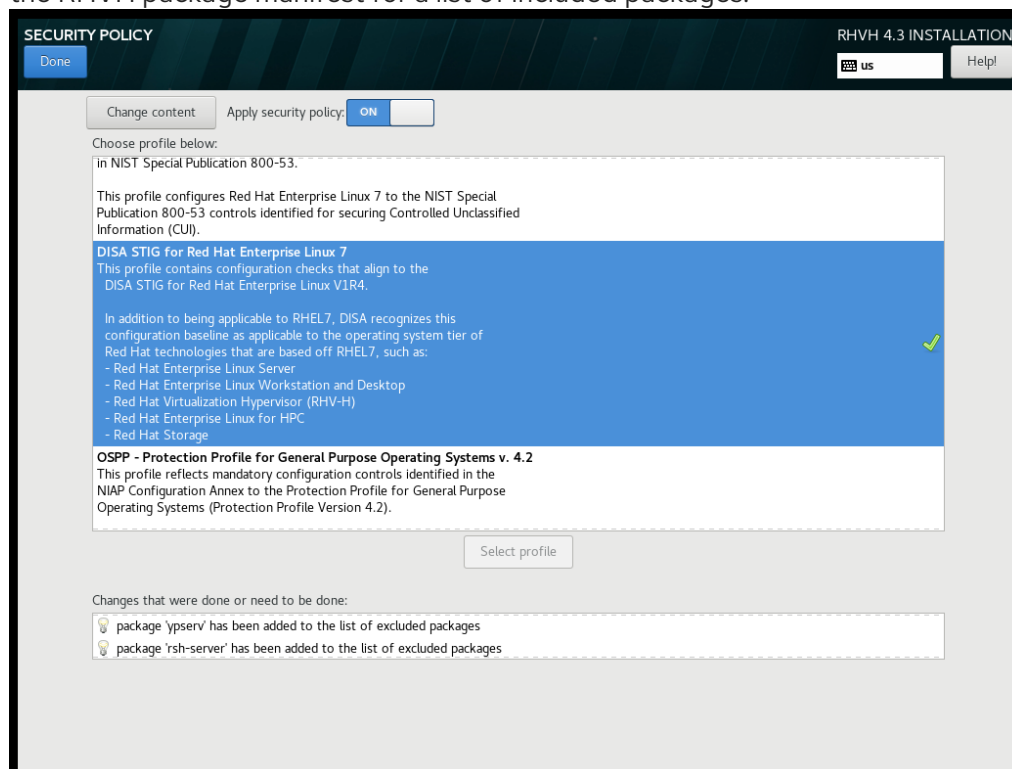 the RHVH package manifest for a list of included packages.
SECURITY POLICY
RHVH 4.3 INSTALLATION
Done
us
Help!
Change content
Apply security policy:
ON
Choose profile below:
in NIST Special Publication 800-53.
This profile configures Red Hat Enterprise Linux 7 to the NIST Special
Publication 800-53 controls identified for securing Controlled Unclassified
Information (CUI).
DISA STIG for Red Hat Enterprise Linux 7
This profile contains configuration checks that align to the
DISA STIG for Red Hat Enterprise Linux V1R4.
In addition to being applicable to RHEL7, DISA recognizes this
configuration baseline as applicable to the operating system tier of
Red Hat technologies that are based off RHEL7, such as:
- Red Hat Enterprise Linux Server
- Red Hat Enterprise Linux Workstation and Desktop
- Red Hat Virtualization Hypervisor (RHV-H)
- Red Hat Enterprise Linux for HPC
- Red Hat Storage
OSPP - Protection Profile for General Purpose Operating Systems v. 4.2
This profile reflects mandatory configuration controls identified in the
NIAP Configuration Annex to the Protection Profile for General Purpose
Operating Systems (Protection Profile Version 4.2).
Select profile
Changes that were done or need to be done:
package 'ypserv' has been added to the list of excluded packages
package 'rsh-server' has been added to the list of excluded packages